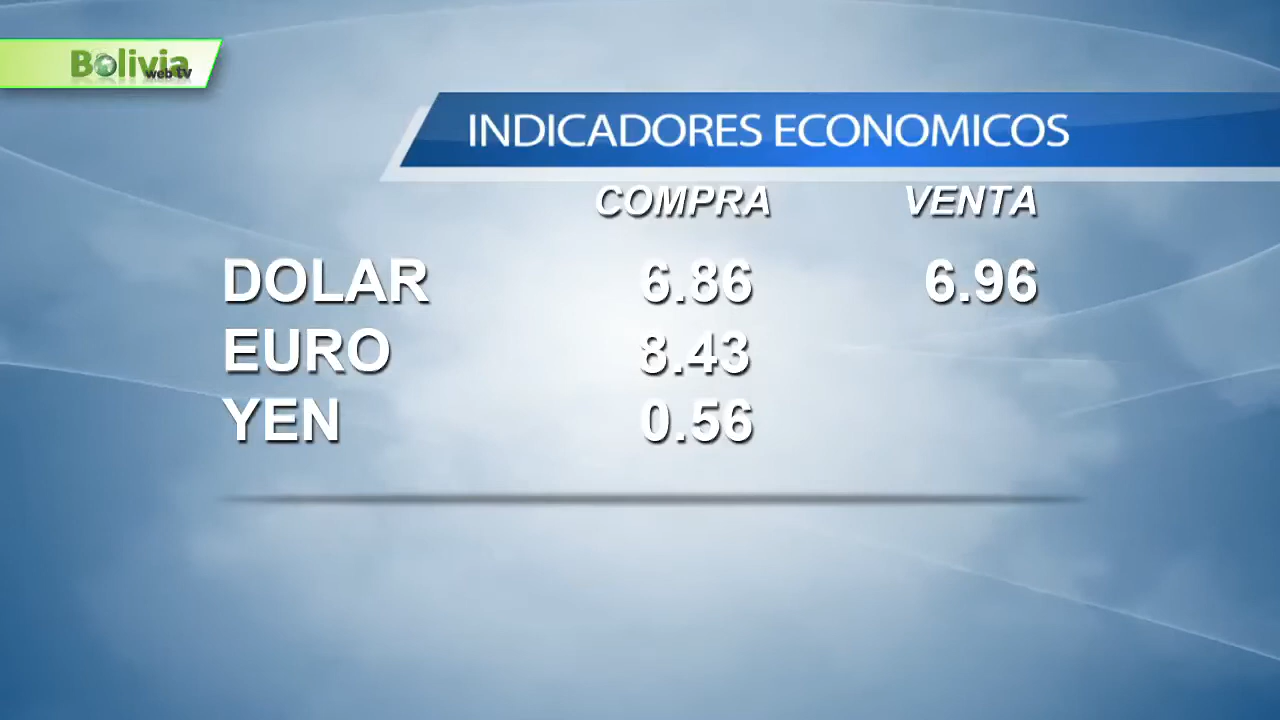 Bolivia
web tv
INDICADORES ECONOMICOS
COMPRA VENTA
DOLAR 6.86 6.96
EURO 8.43
YEN 0.56